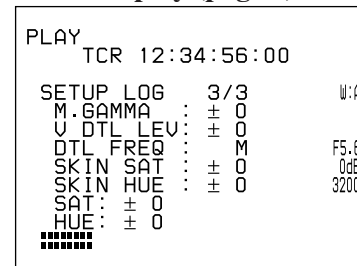 PLAY
TCR 12:34:56:00
SETUP LOG 3/3
M.GAMMA : ± 0
V DTL LEV: ± 0
DTL FREQ : M
SKIN SAT : ± 0
SKIN HUE : ± 0
SAT: ± 0
HUE: ± 0
F5.6
0dB
3200